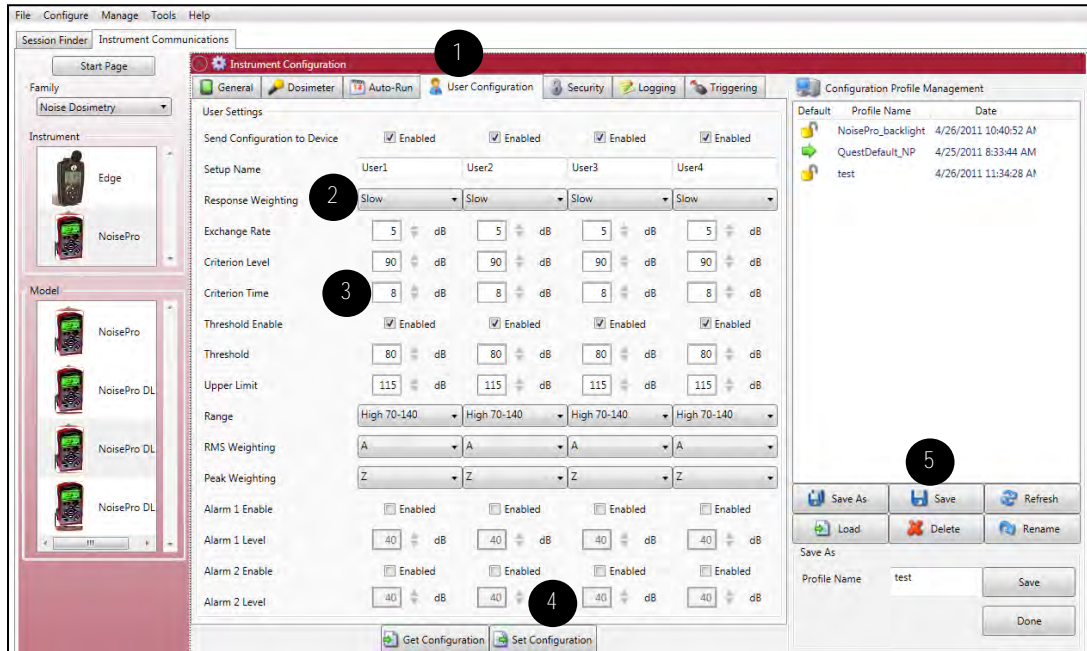 File Configure Manage Tools Help
Session Finder Instrument Communications
1
Start Page
Instrument Configuration
General Dosimeter 14 Auto-Run User Configuration Security Logging Triggering
Configuration Profile Management
Family
Noise Dosimetry
User Settings
Default Profile Name Date
Send Configuration to Device Enabled Enabled Enabled Enabled
NoisePro_backlight 4/26/2011 10:40:52 AM
QuestDefault_NP 4/25/2011 8:33:44 AM
test 4/26/2011 11:34:28 AM
Instrument
Edge
NoisePro
Setup Name User1 User2 User3 User4
Response Weighting 2 Slow Slow Slow Slow
Exchange Rate 5 dB 5 dB 5 dB 5 dB
Criterion Level 90 dB 90 dB 90 dB 90 dB
Model
Criterion Time 3 8 dB 8 dB 8 dB 8 dB
NoisePro
NoisePro DL
NoisePro DL
NoisePro DL
Threshold Enable Enabled Enabled Enabled Enabled
Threshold 80 dB 80 dB 80 dB 80 dB
Upper Limit 115 dB 115 dB 115 dB 115 dB
Range High 70-140 High 70-140 High 70-140 High 70-140
RMS Weighting A A A A
Peak Weighting Z Z Z Z
Alarm 1 Enable Enabled Enabled Enabled Enabled
Alarm 1 Level 40 dB 40 dB 40 dB 40 dB
Alarm 2 Enable Enabled Enabled Enabled Enabled
Alarm 2 Level 40 dB 40 dB 40 dB 40 dB
4
Get Configuration Set Configuration
5
Save As Save Refresh
Load Delete Rename
Save As
Profile Name test Save
Done